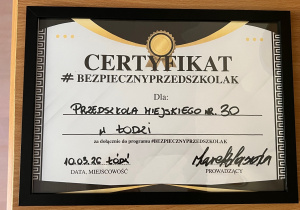 CERTYFIKAT
#BEZPIECZNYPRZEDSZKOLAK
Dla:
PRZEDSZKOLA MIEJSKIEGO NR. 30
W ŁODZI
za dołączenie do programu #BEZPIECZNYPRZEDSZKOLAK
10.03.26 ŁÓDŹ
DATA, MIEJSCOWOŚĆ
PROWADZĄCY